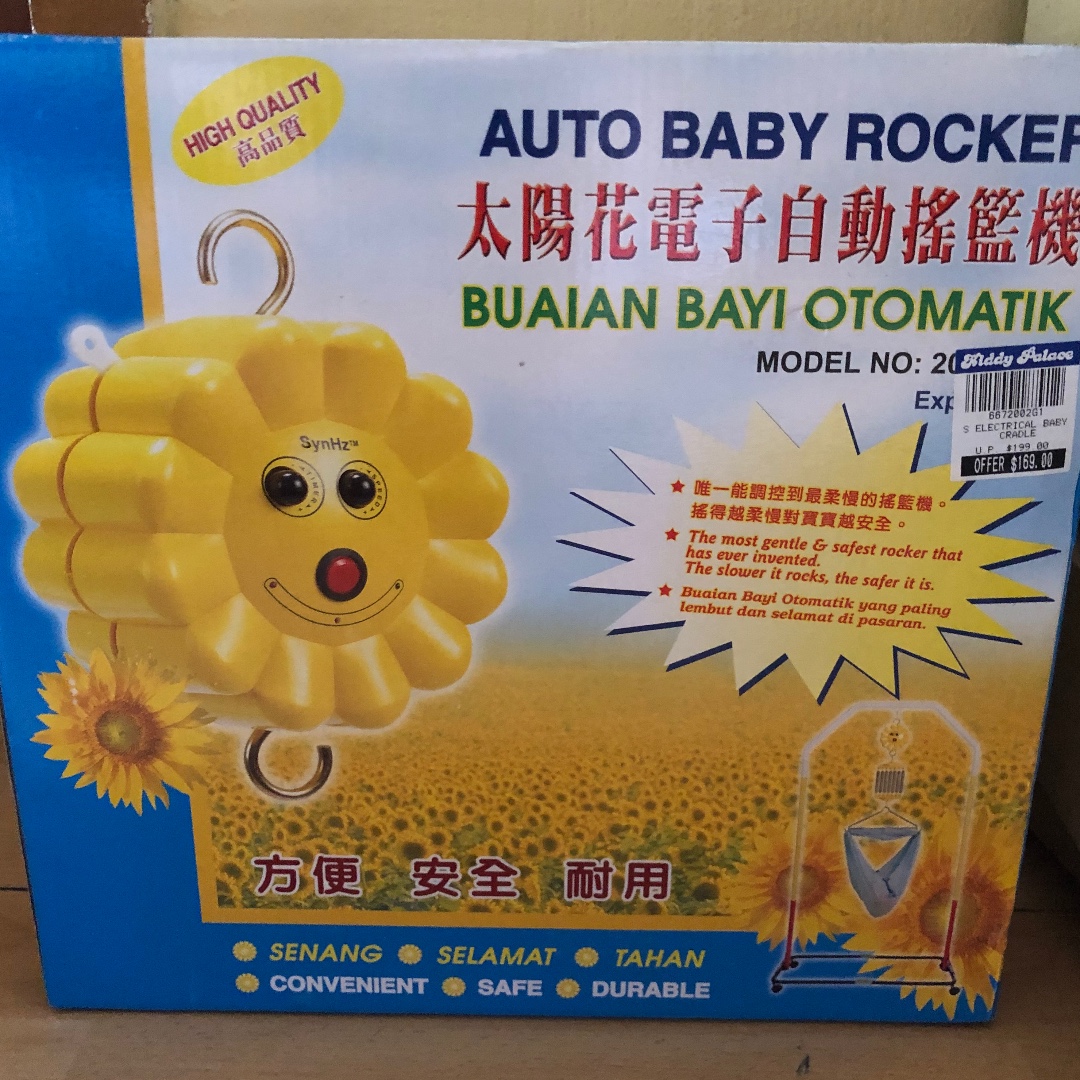 HIGH QUALITY
高品質
AUTO BABY ROCKER
太陽花電子自動搖籃機
BUAIAN BAYI OTOMATIK
MODEL NO: 20
Exp
Kiddy Palace
6672002G1
S ELECTRICAL BABY
CRADLE
U P $199.00
OFFER $169.00
SynHz™
TIMER
SPEED
★ 唯一能調控到最柔慢的搖籃機。
搖得越柔慢對寶寶越安全。
★ The most gentle & safest rocker that
has ever invented.
The slower it rocks, the safer it is.
★ Buaian Bayi Otomatik yang paling
lembut dan selamat di pasaran.
方便 安全 耐用
SENANG SELAMAT TAHAN
CONVENIENT SAFE DURABLE